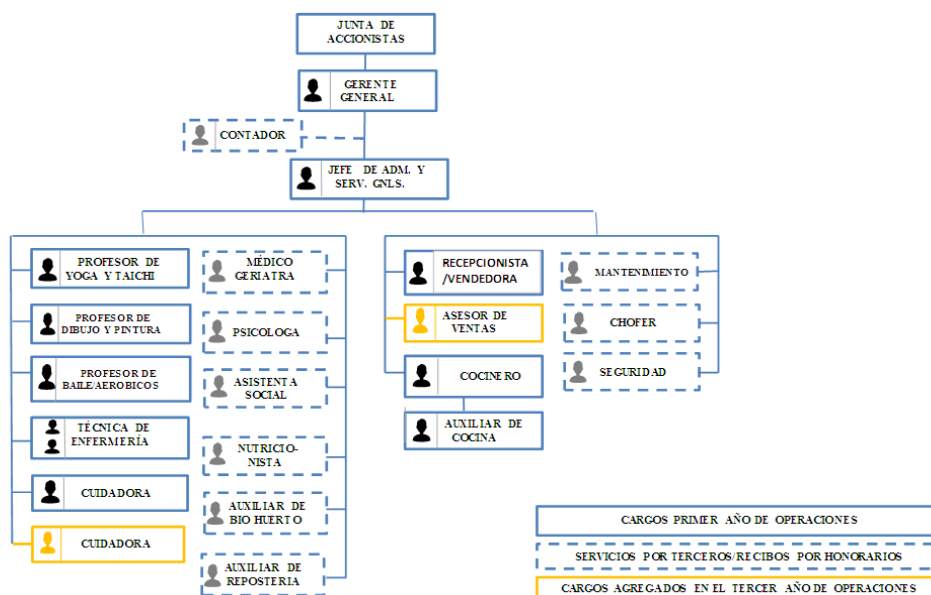 JUNTA DE
ACCIONISTAS
GERENTE
GENERAL
CONTADOR
JEFE DE ADM. Y
SERV. GNLS.
PROFESOR DE
YOGA Y TAICHI
PROFESOR DE
DIBUJO Y PINTURA
PROFESOR DE
BAILE/AEROBICOS
TÉCNICA DE
ENFERMERÍA
CUIDADORA
CUIDADORA
MÉDICO
GERIATRA
PSICOLOGA
ASISTENTA
SOCIAL
NUTRICIO-
NISTA
AUXILIAR DE
BIO HUERTO
AUXILIAR DE
REPOSTERIA
RECEPCIONISTA
/VENDEDORA
ASESOR DE
VENTAS
COCINERO
AUXILIAR DE
COCINA
MANTENIMIENTO
CHOFER
SEGURIDAD
CARGOS PRIMER AÑO DE OPERACIONES
SERVICIOS POR TERCEROS/RECIBOS POR HONORARIOS
CARGOS AGREGADOS EN EL TERCER AÑO DE OPERACIONES